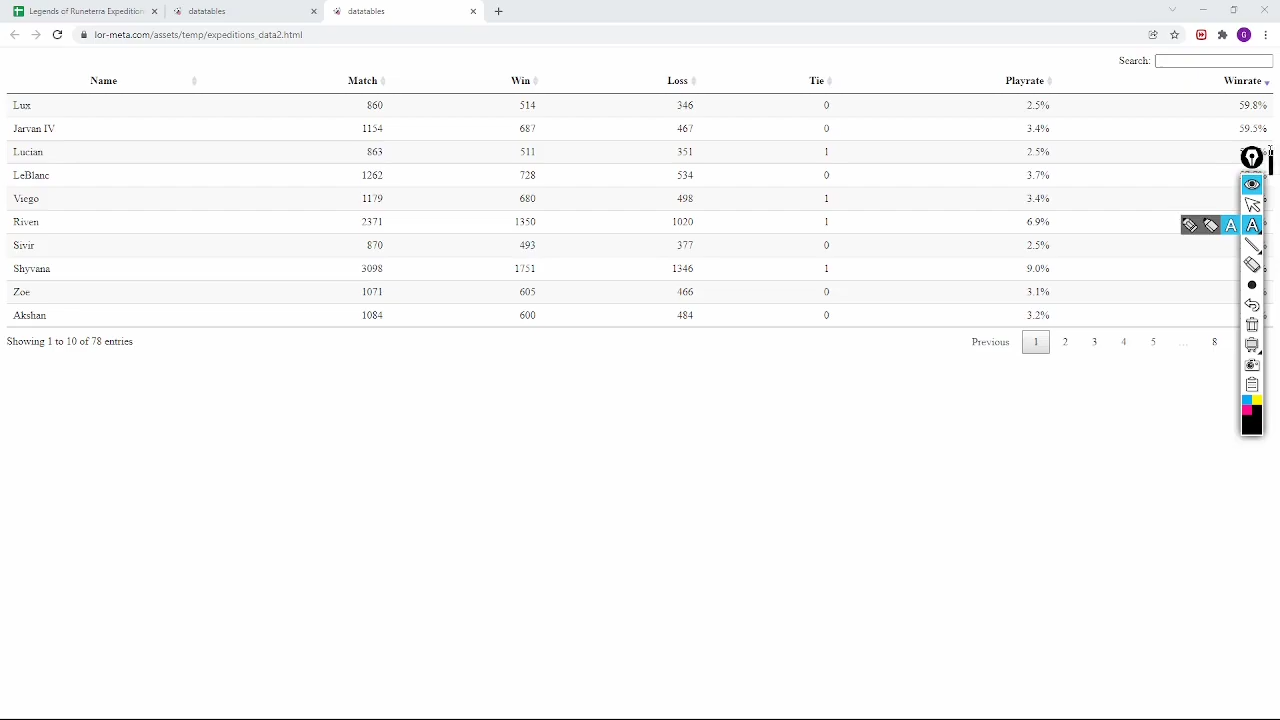 Legends of Runeterra Expedition
datatables
datatables
lor-meta.com/assets/temp/expeditions_data2.html
G
Search:
Name Match Win Loss Tie Playrate Winrate
Lux 860 514 346 0 2.5% 59.8%
Jarvan IV 1154 687 467 0 3.4% 59.5%
Lucian 863 511 351 1 2.5%
LeBlanc 1262 728 534 0 3.7%
Viego 1179 680 498 1 3.4%
Riven 2371 1350 1020 1 6.9%
A A
Sivir 870 493 377 0 2.5%
Shyvana 3098 1751 1346 1 9.0%
Zoe 1071 605 466 0 3.1%
Akshan 1084 600 484 0 3.2%
Showing 1 to 10 of 78 entries Previous 1 2 3 4 5 … 8